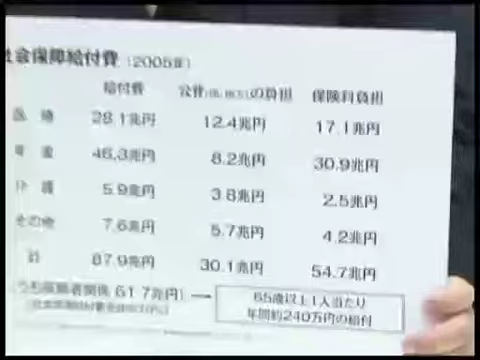 社会保障給付費（2005年）
給付費 公費の負担 保険料負担
医療 28.1兆円 12.4兆円 17.1兆円
年金 46.3兆円 8.2兆円 30.9兆円
介護 5.9兆円 3.8兆円 2.5兆円
その他 7.6兆円 5.7兆円 4.2兆円
計 87.9兆円 30.1兆円 54.7兆円
うち高齢者関係 61.7兆円
65歳以上1人当たり
年間約240万円の給付